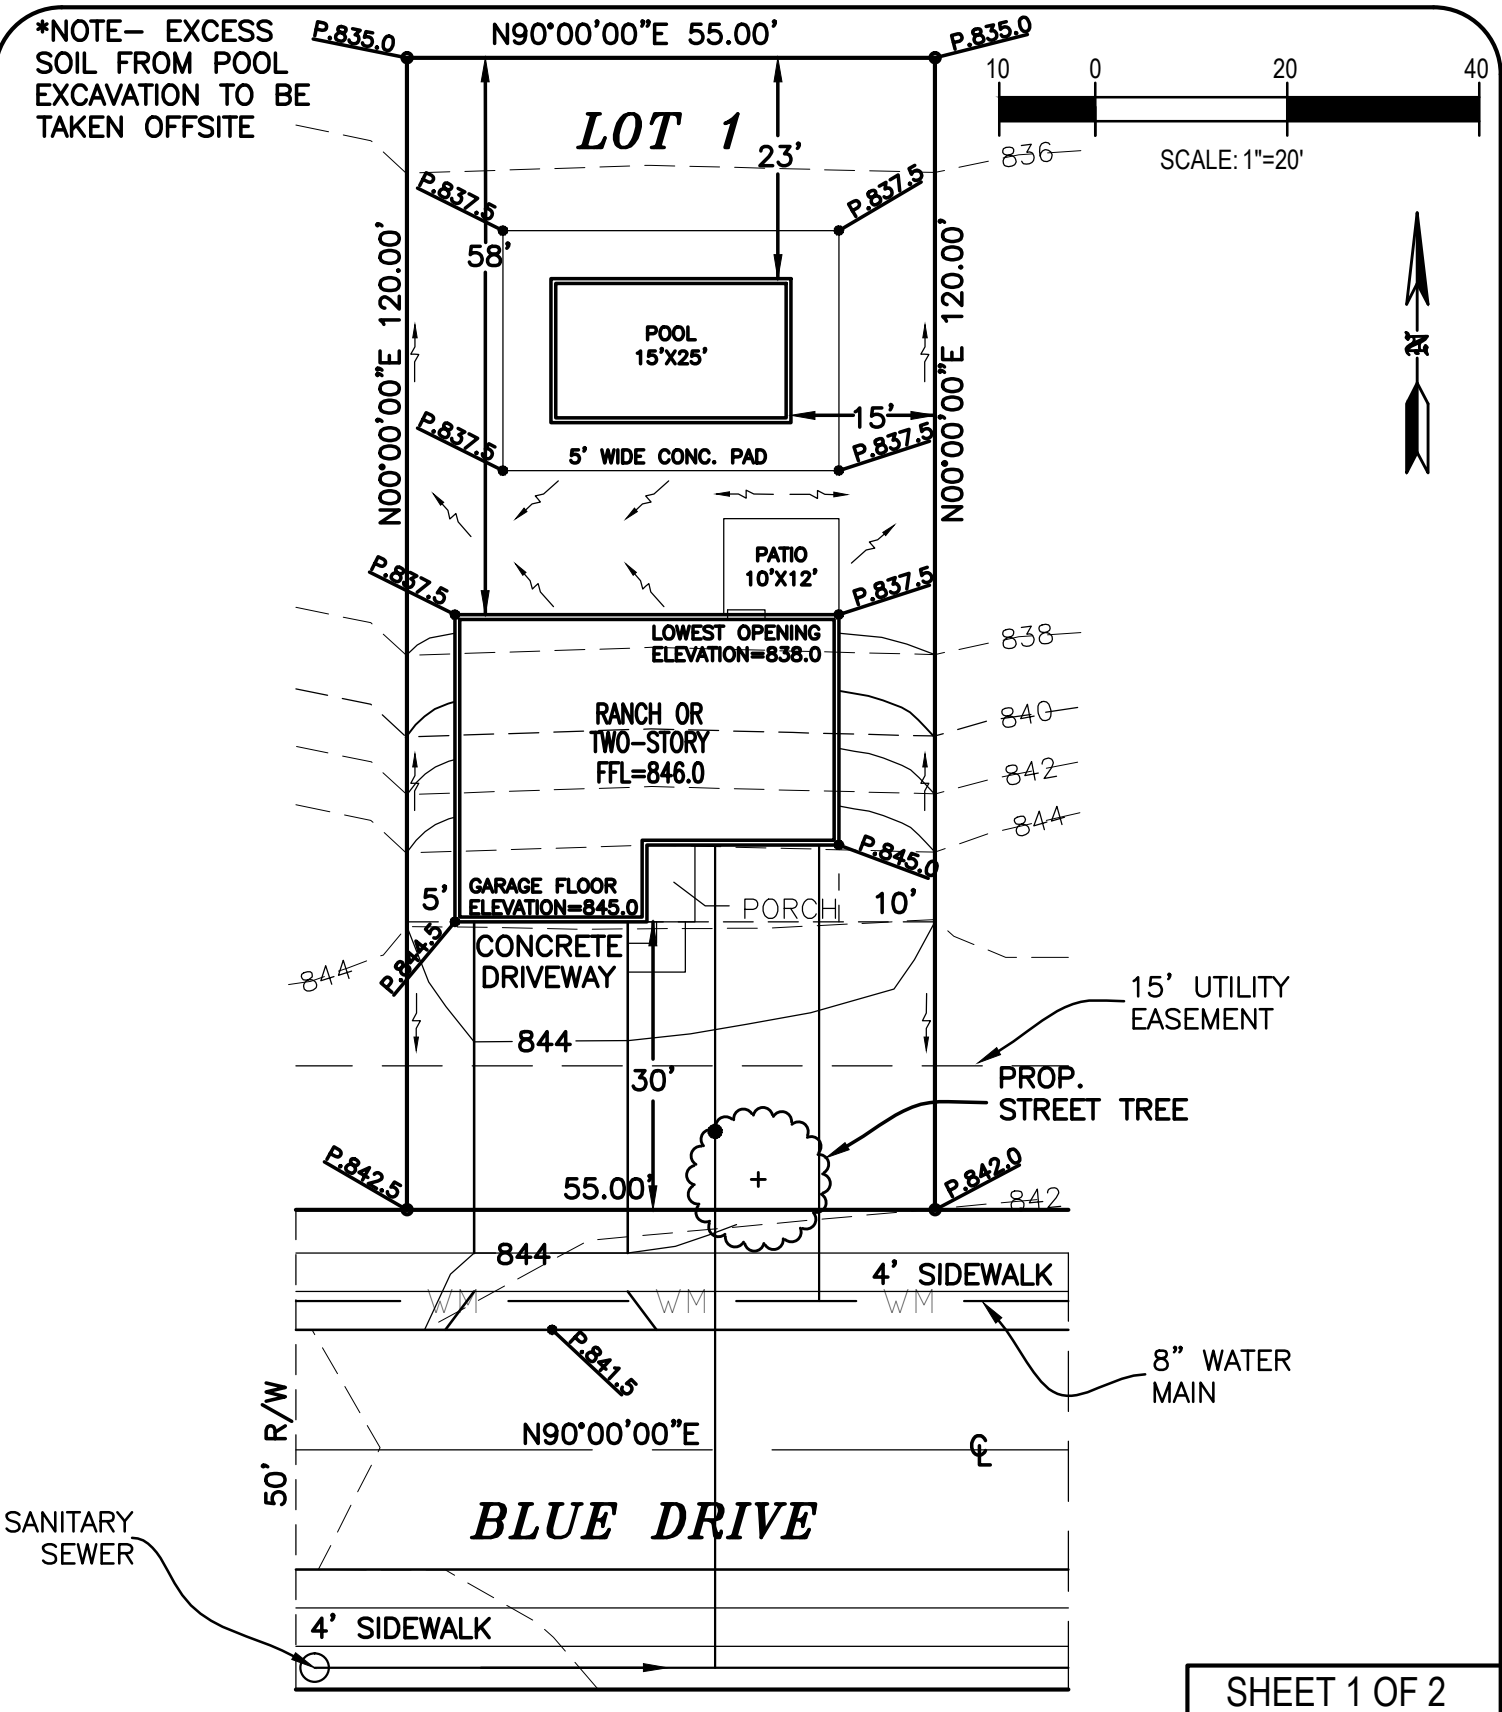 *NOTE– EXCESS
SOIL FROM POOL
EXCAVATION TO BE
TAKEN OFFSITE
P.835.0
N90°00'00"E 55.00'
P.835.0
10 0 20 40
SCALE: 1"=20'
LOT 1
23'
836
P.837.5
P.837.5
58'
N00°00'00"E 120.00'
N00°00'00"E 120.00'
N
POOL
15'X25'
15'
P.837.5
P.837.5
5' WIDE CONC. PAD
PATIO
10'X12'
P.837.5
P.837.5
LOWEST OPENING
ELEVATION=838.0
838
RANCH OR
TWO–STORY
FFL=846.0
840
842
844
P.845.0
5'
GARAGE FLOOR
ELEVATION=845.0
PORCH
10'
P.844.5
CONCRETE
DRIVEWAY
844
15' UTILITY
EASEMENT
844
30'
PROP.
STREET TREE
P.842.5
55.00'
P.842.0
842
844
4' SIDEWALK
WM WM WM
P.841.5
8" WATER
MAIN
50' R/W
N90°00'00"E
CL
BLUE DRIVE
SANITARY
SEWER
4' SIDEWALK
SHEET 1 OF 2